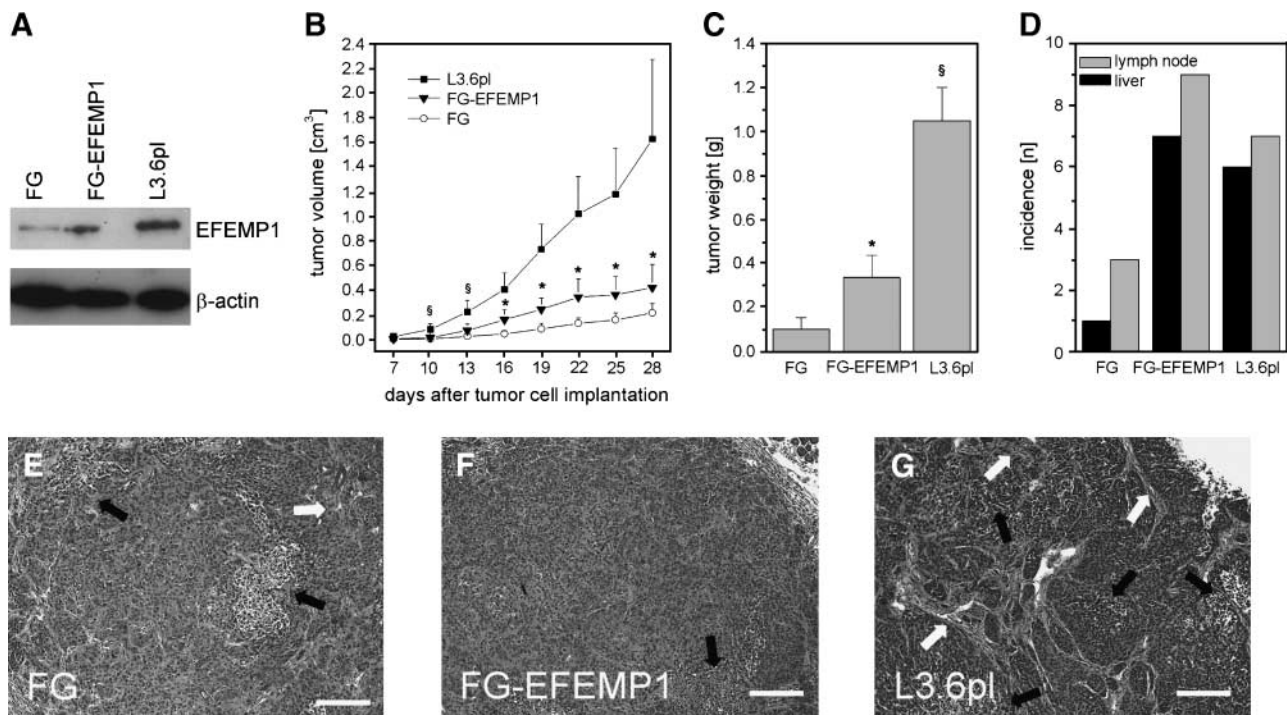 A
FG
FG-EFEMP1
L3.6pl
EFEMP1
β-actin
B
tumor volume [cm³]
2.4
2.2
2.0
1.8
1.6
1.4
1.2
1.0
0.8
0.6
0.4
0.2
0.0
L3.6pl
FG-EFEMP1
FG
§
§
*
*
*
*
*
7 10 13 16 19 22 25 28
days after tumor cell implantation
C
tumor weight [g]
1.4
1.2
1.0
0.8
0.6
0.4
0.2
0.0
*
§
FG FG-EFEMP1 L3.6pl
D
incidence [n]
10
8
6
4
2
0
lymph node
liver
FG FG-EFEMP1 L3.6pl
E
FG
F
FG-EFEMP1
G
L3.6pl